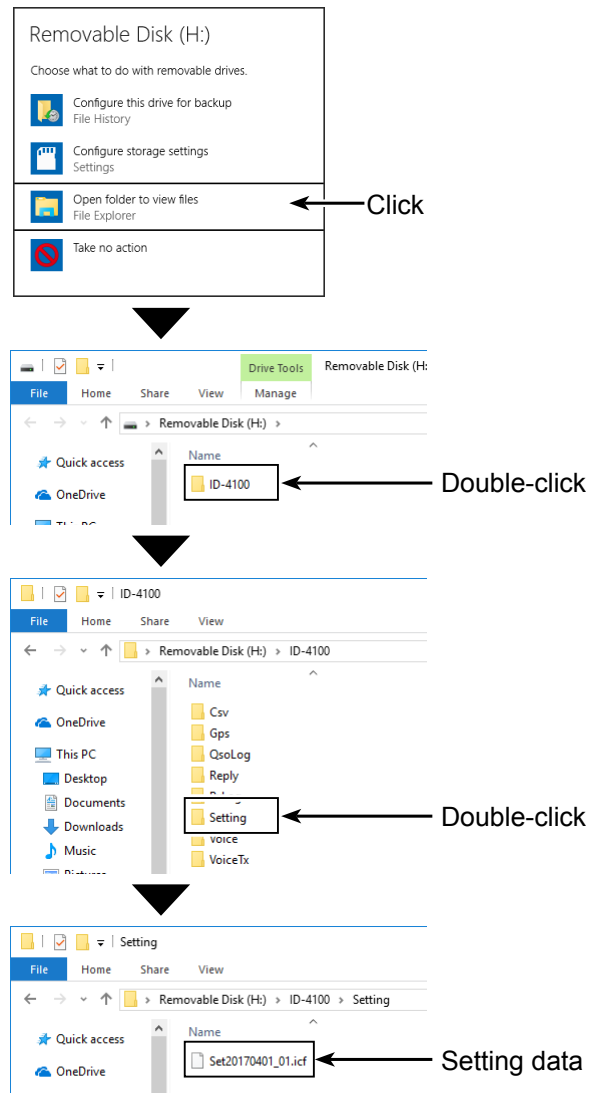 Removable Disk (H:)
Choose what to do with removable drives.
Configure this drive for backup
File History
Configure storage settings
Settings
Open folder to view files
File Explorer
Click
Take no action
Drive Tools Removable Disk (H:
File Home Share View Manage
Removable Disk (H:)
Quick access
Name
ID-4100
Double-click
OneDrive
This PC
ID-4100
File Home Share View
Removable Disk (H:) ID-4100
Quick access
Name
Csv
OneDrive
Gps
This PC
QsoLog
Desktop
Reply
Documents
Setting
Double-click
Downloads
Voice
Music
VoiceTx
Pictures
Setting
File Home Share View
Removable Disk (H:) ID-4100 Setting
Quick access
Name
Set20170401_01.icf
Setting data
OneDrive